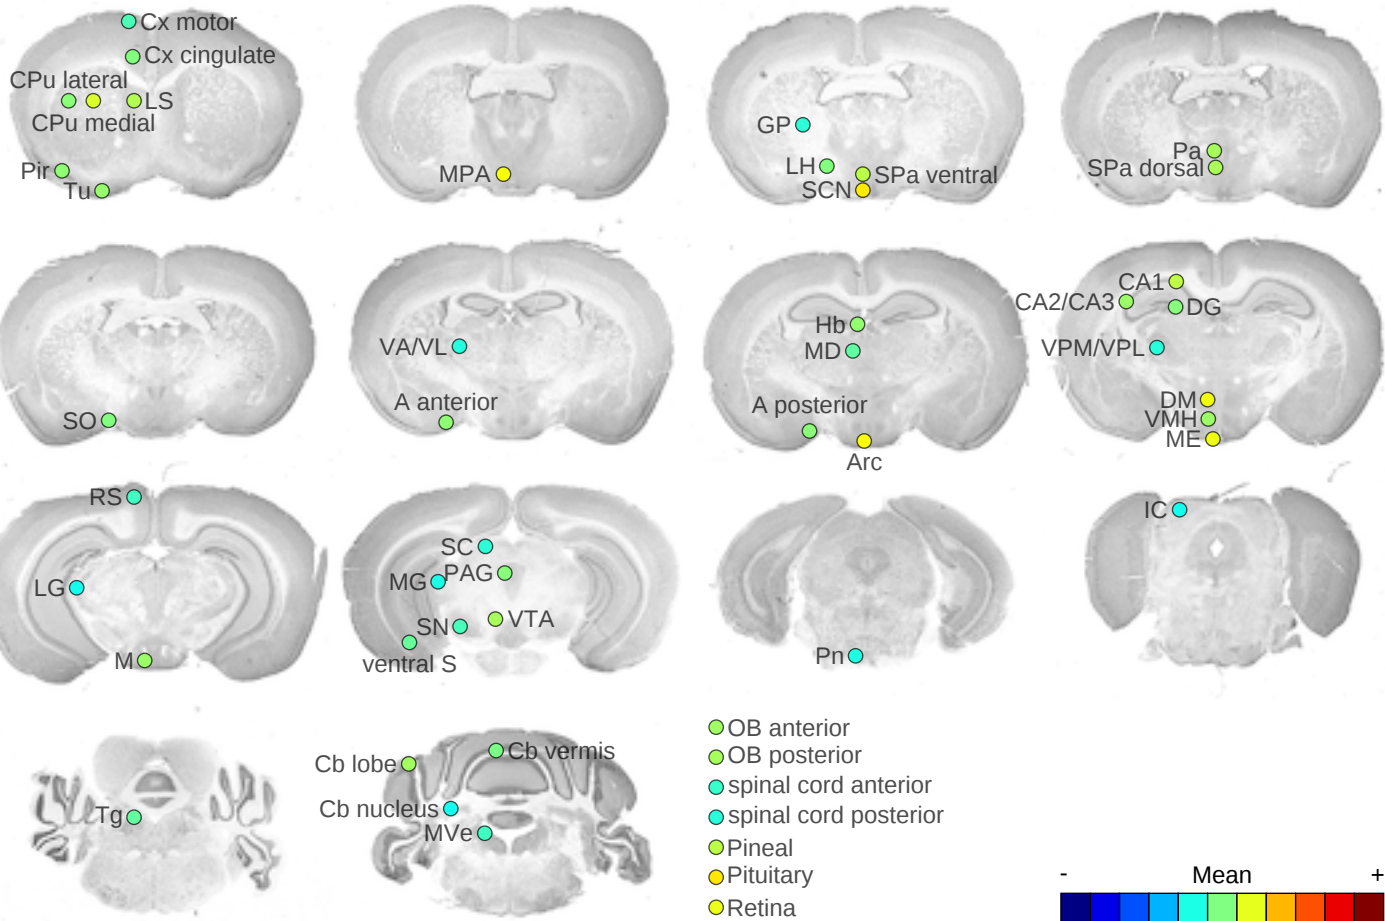 Cx motor
Cx cingulate
CPu lateral
LS
CPu medial
Pir
Tu
MPA
GP
LH
SPa ventral
SCN
Pa
SPa dorsal
SO
VA/VL
A anterior
Hb
MD
A posterior
Arc
CA1
CA2/CA3
DG
VPM/VPL
DM
VMH
ME
RS
LG
M
SC
MG
PAG
SN
VTA
ventral S
Pn
IC
Tg
Cb lobe
Cb vermis
Cb nucleus
MVe
OB anterior
OB posterior
spinal cord anterior
spinal cord posterior
Pineal
Pituitary
Retina
- Mean +